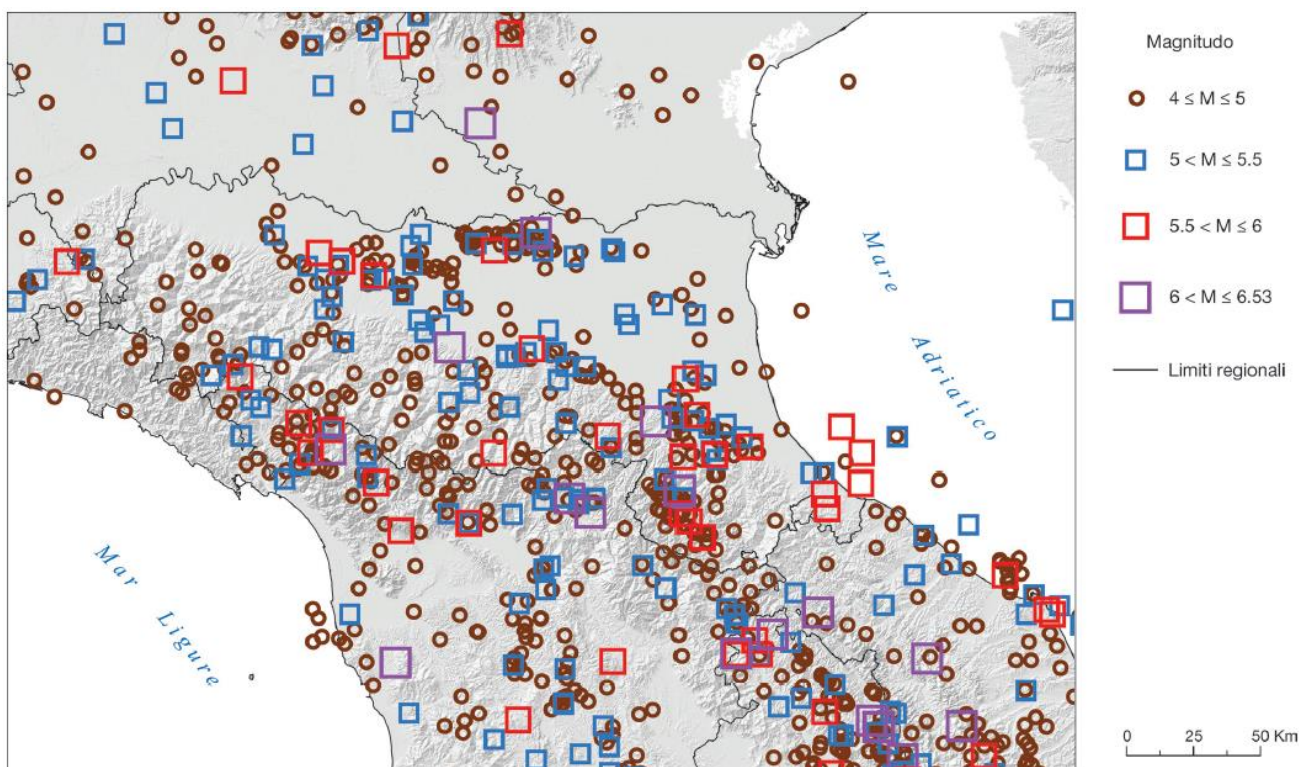 Magnitudo
4 ≤ M ≤ 5
5 < M ≤ 5.5
5.5 < M ≤ 6
6 < M ≤ 6.53
Limiti regionali
Mare
Adriatico
Mar Ligure
0 25 50 Km